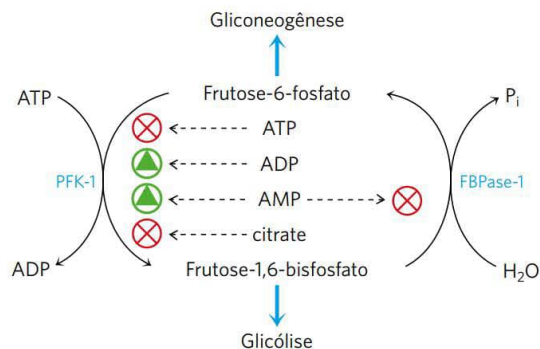 Gliconeogênese
ATP
Frutose-6-fosfato
Pi
ATP
ADP
PFK-1
AMP
FBPase-1
citrate
ADP
Frutose-1,6-bisfosfato
H2O
Glicólise